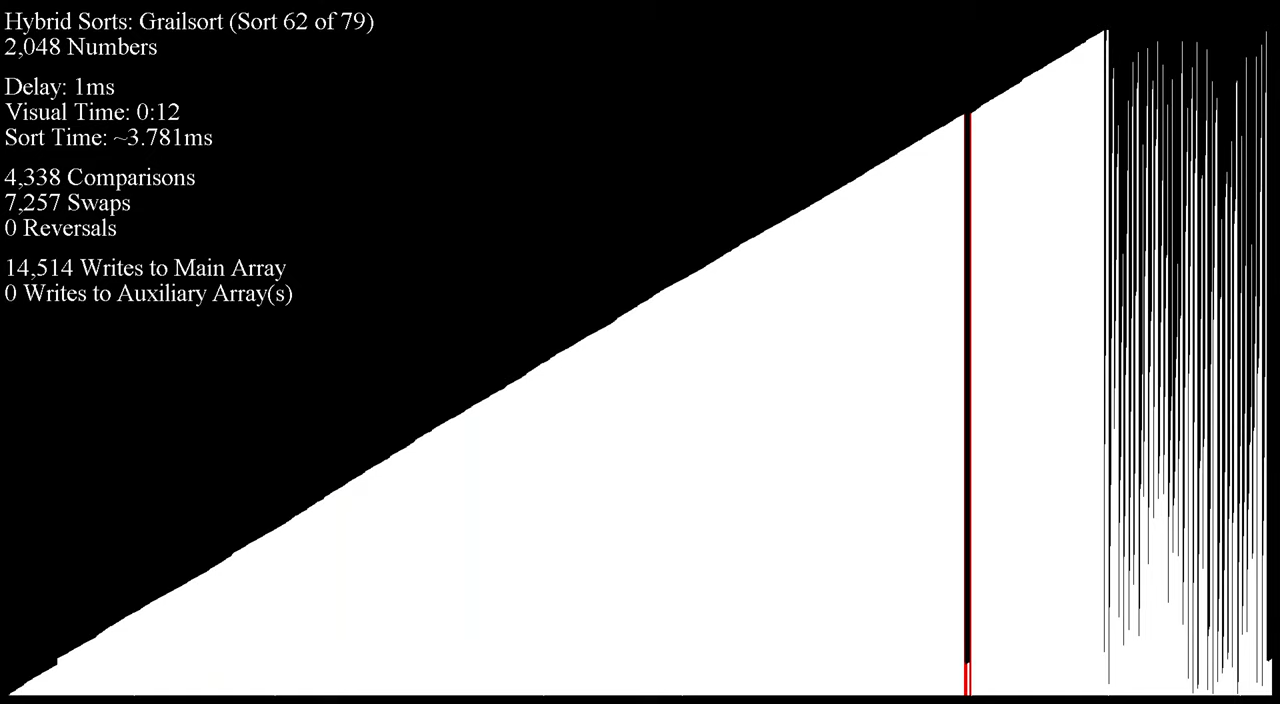 Hybrid Sorts: Grailsort (Sort 62 of 79)
2,048 Numbers
Delay: 1ms
Visual Time: 0:12
Sort Time: ~3.781ms
4,338 Comparisons
7,257 Swaps
0 Reversals
14,514 Writes to Main Array
0 Writes to Auxiliary Array(s)